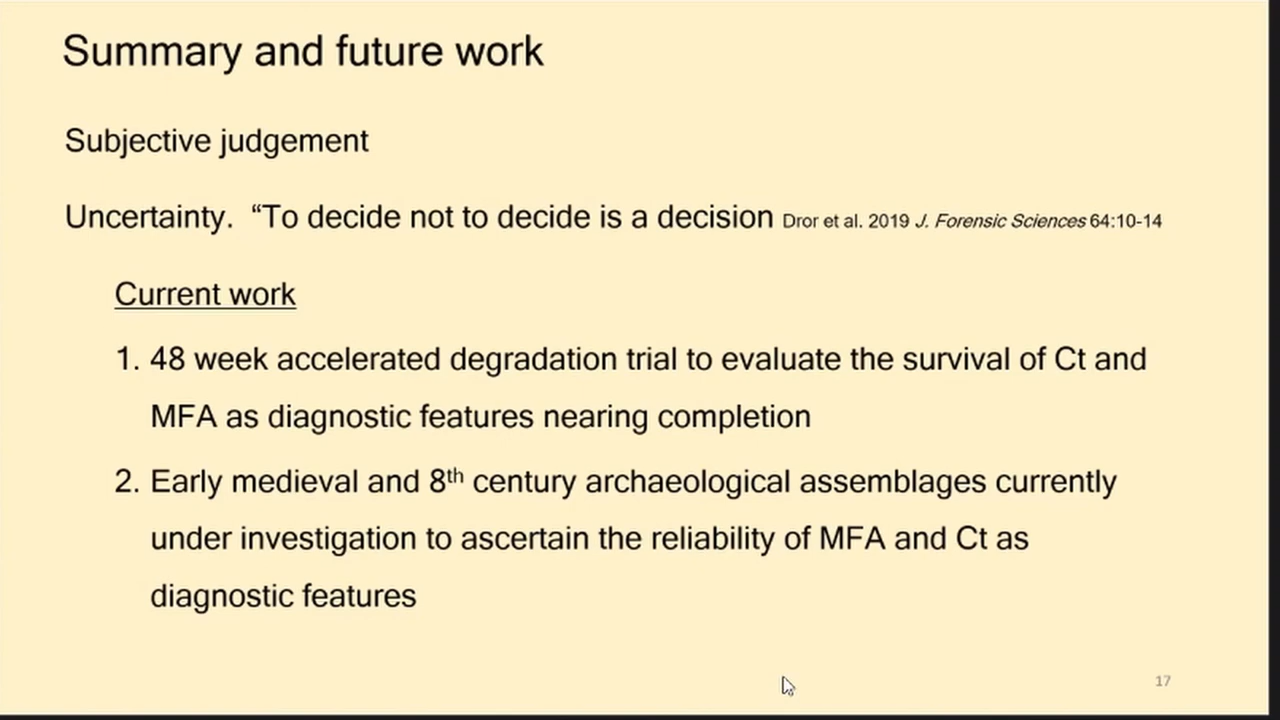 Summary and future work
Subjective judgement
Uncertainty.  “To decide not to decide is a decision Dror et al. 2019 J. Forensic Sciences 64:10-14
Current work
1. 48 week accelerated degradation trial to evaluate the survival of Ct and
MFA as diagnostic features nearing completion
2. Early medieval and 8th century archaeological assemblages currently
under investigation to ascertain the reliability of MFA and Ct as
diagnostic features
17